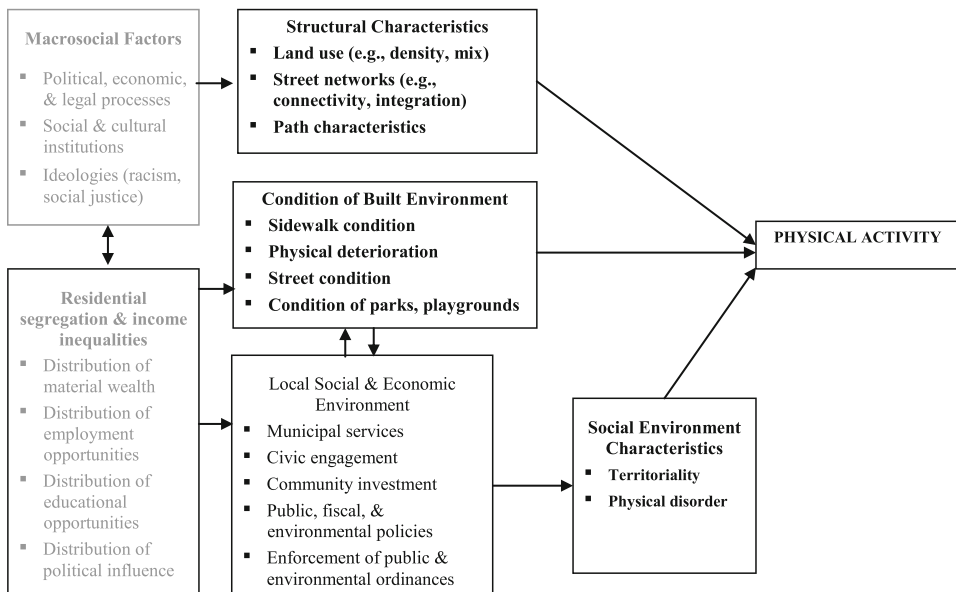 Macrosocial Factors
▪ Political, economic,
& legal processes
▪ Social & cultural
institutions
▪ Ideologies (racism,
social justice)
Residential
segregation & income
inequalities
▪ Distribution of
material wealth
▪ Distribution of
employment
opportunities
▪ Distribution of
educational
opportunities
▪ Distribution of
political influence
Structural Characteristics
▪ Land use (e.g., density, mix)
▪ Street networks (e.g.,
connectivity, integration)
▪ Path characteristics
Condition of Built Environment
▪ Sidewalk condition
▪ Physical deterioration
▪ Street condition
▪ Condition of parks, playgrounds
Local Social & Economic
Environment
▪ Municipal services
▪ Civic engagement
▪ Community investment
▪ Public, fiscal, &
environmental policies
▪ Enforcement of public &
environmental ordinances
Social Environment
Characteristics
▪ Territoriality
▪ Physical disorder
PHYSICAL ACTIVITY